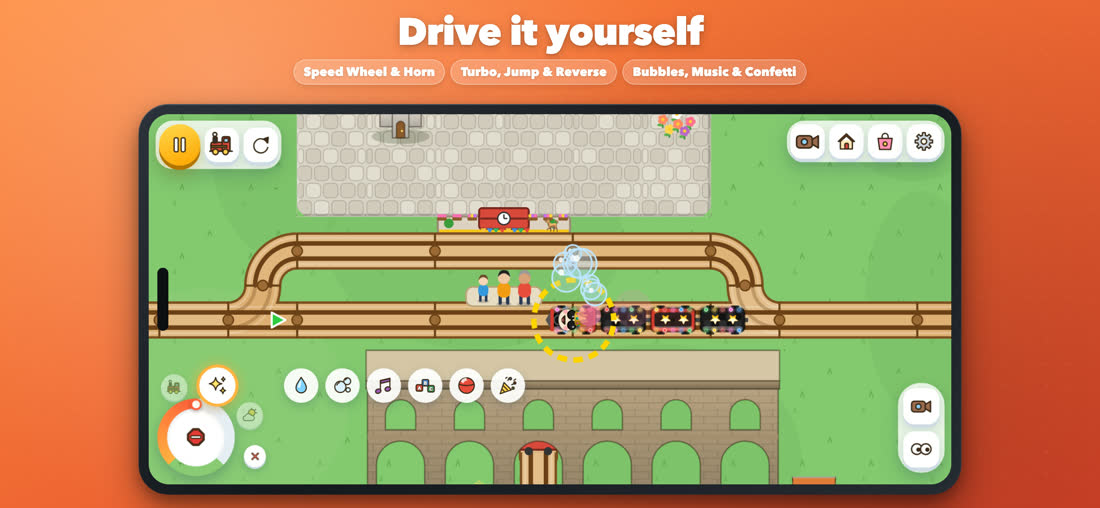 Drive it yourself
Speed Wheel & Horn
Turbo, Jump & Reverse
Bubbles, Music & Confetti